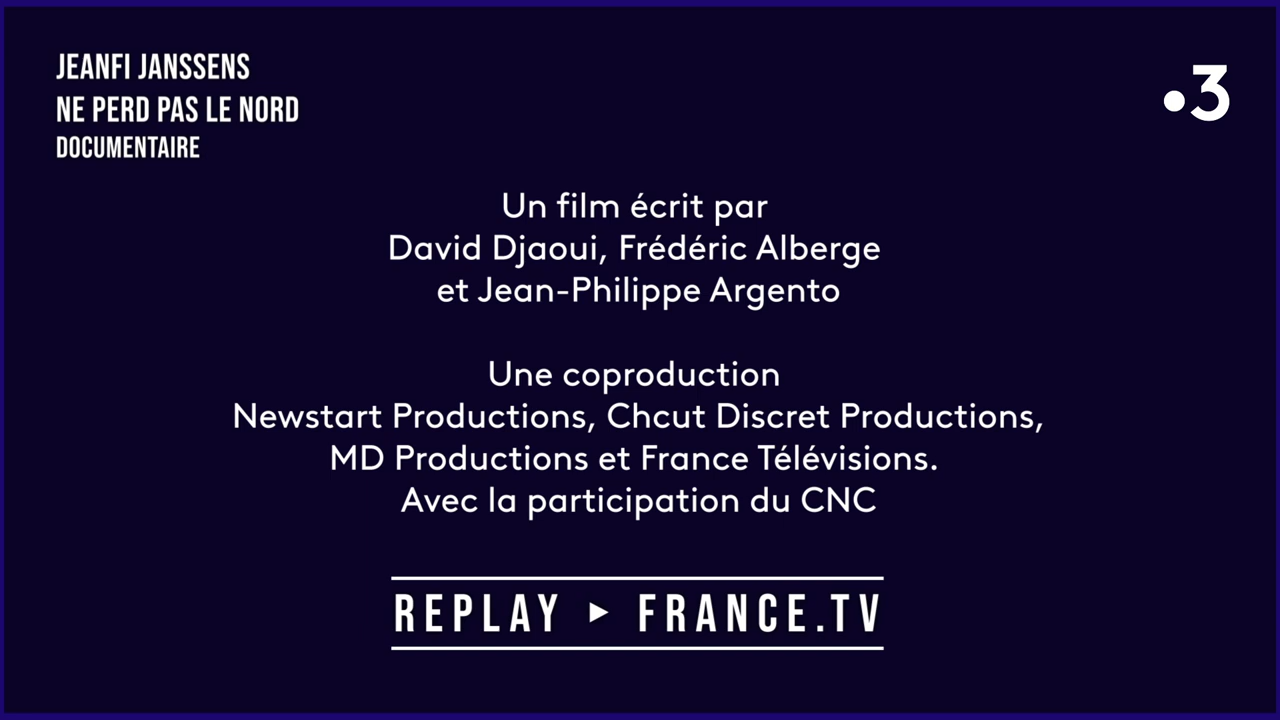 JEANFI JANSSENS
NE PERD PAS LE NORD
DOCUMENTAIRE
•3
Un film écrit par
David Djaoui, Frédéric Alberge
et Jean-Philippe Argento
Une coproduction
Newstart Productions, Chcut Discret Productions,
MD Productions et France Télévisions.
Avec la participation du CNC
REPLAY ▸ FRANCE.TV